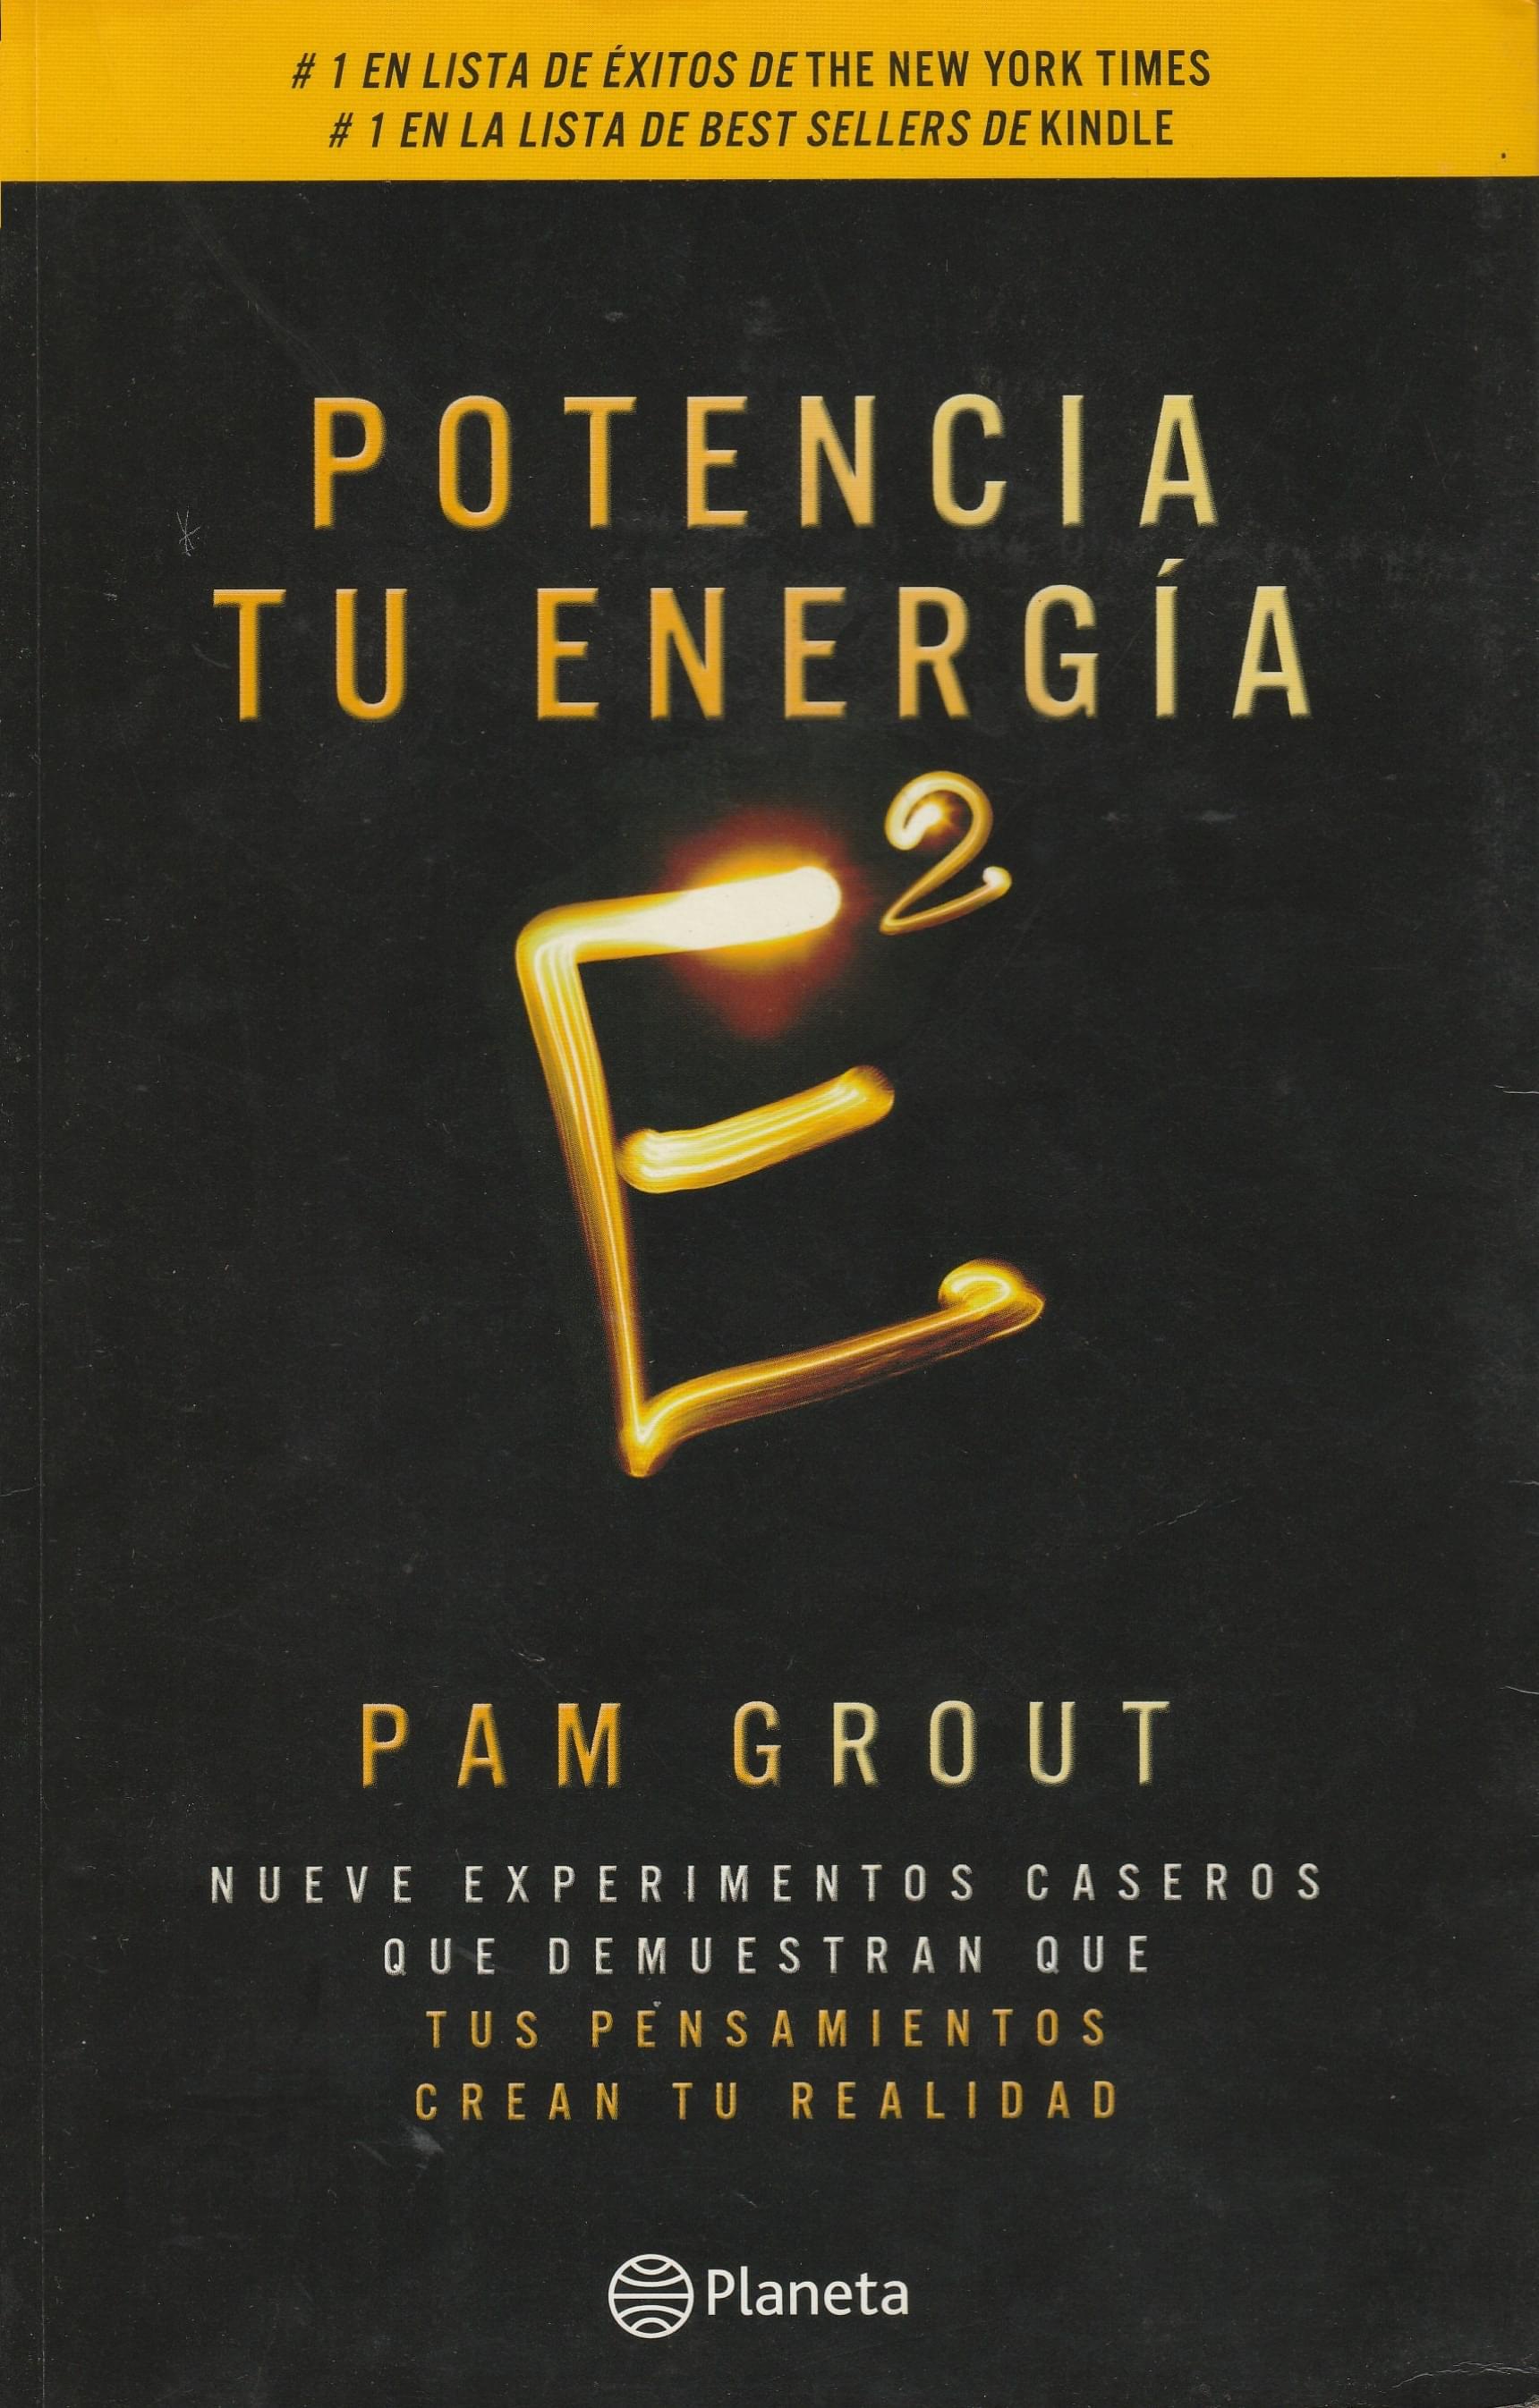 # 1 EN LISTA DE ÉXITOS DE THE NEW YORK TIMES
# 1 EN LA LISTA DE BEST SELLERS DE KINDLE
POTENCIA
TU ENERGÍA
E²
PAM GROUT
NUEVE EXPERIMENTOS CASEROS
QUE DEMUESTRAN QUE
TUS PENSAMIENTOS
CREAN TU REALIDAD
Planeta